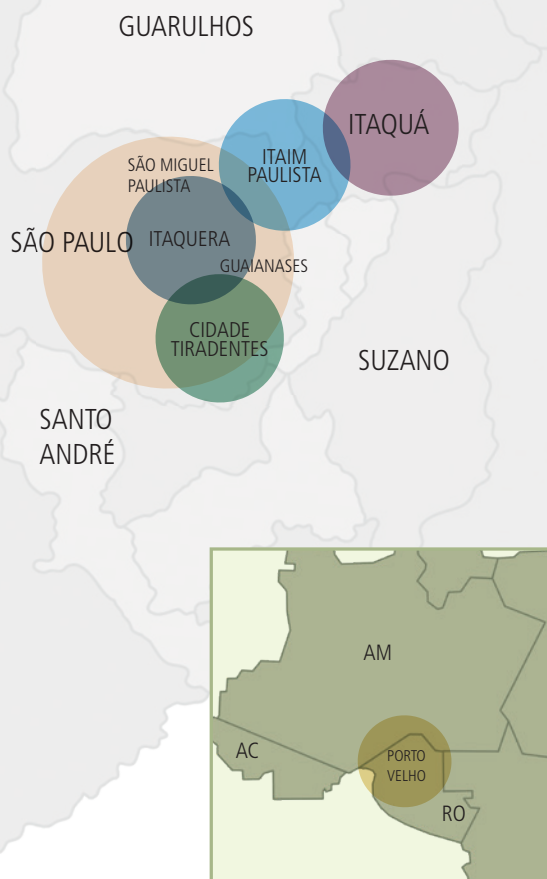 GUARULHOS
ITAQUÁ
ITAIM
PAULISTA
SÃO MIGUEL
PAULISTA
SÃO PAULO
ITAQUERA
GUAIANASES
CIDADE
TIRADENTES
SUZANO
SANTO
ANDRÉ
AM
AC
PORTO
VELHO
RO